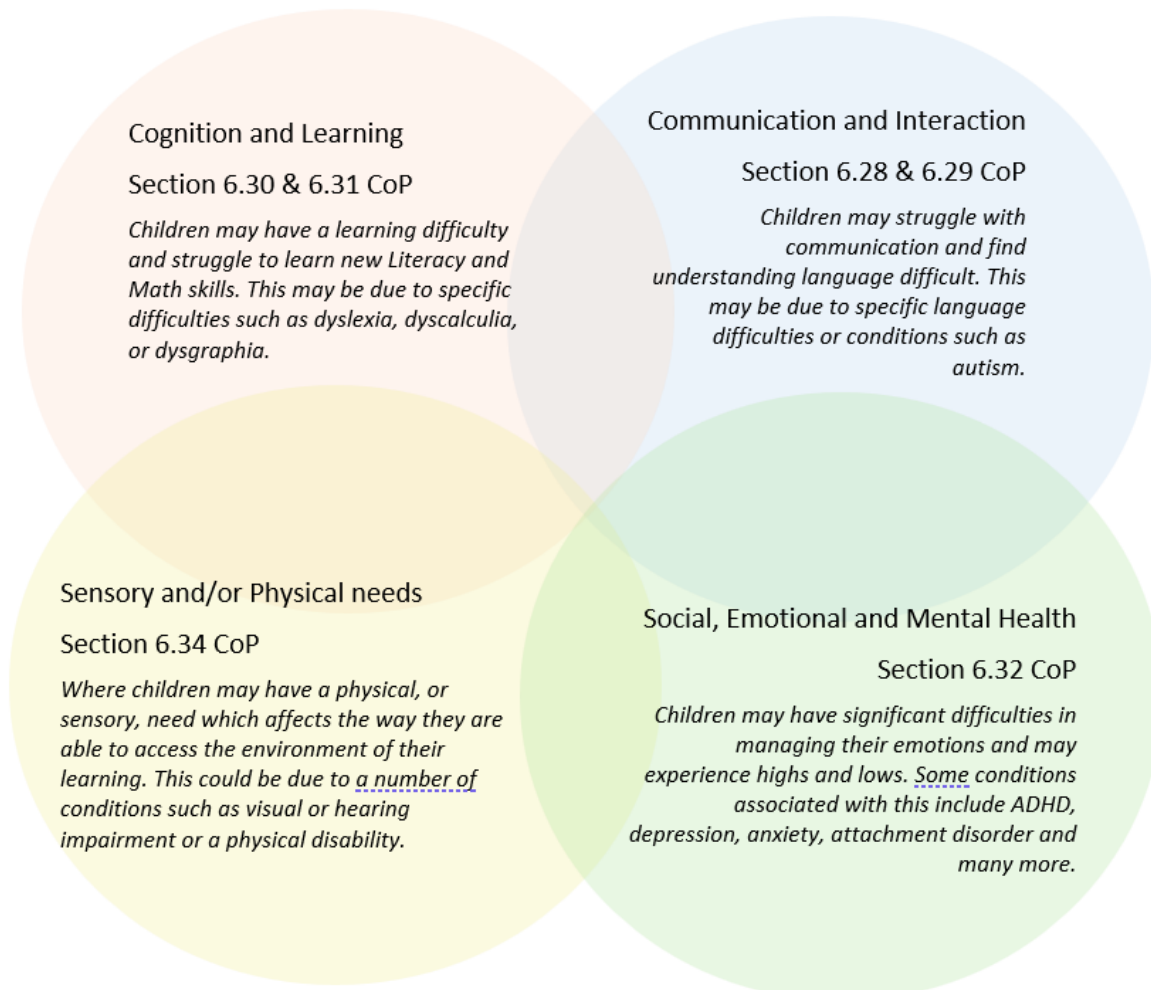 Cognition and Learning
Section 6.30 & 6.31 CoP
Children may have a learning difficulty
and struggle to learn new Literacy and
Math skills. This may be due to specific
difficulties such as dyslexia, dyscalculia,
or dysgraphia.
Communication and Interaction
Section 6.28 & 6.29 CoP
Children may struggle with
communication and find
understanding language difficult. This
may be due to specific language
difficulties or conditions such as
autism.
Sensory and/or Physical needs
Section 6.34 CoP
Where children may have a physical, or
sensory, need which affects the way they are
able to access the environment of their
learning. This could be due to a number of
conditions such as visual or hearing
impairment or a physical disability.
Social, Emotional and Mental Health
Section 6.32 CoP
Children may have significant difficulties in
managing their emotions and may
experience highs and lows. Some conditions
associated with this include ADHD,
depression, anxiety, attachment disorder and
many more.